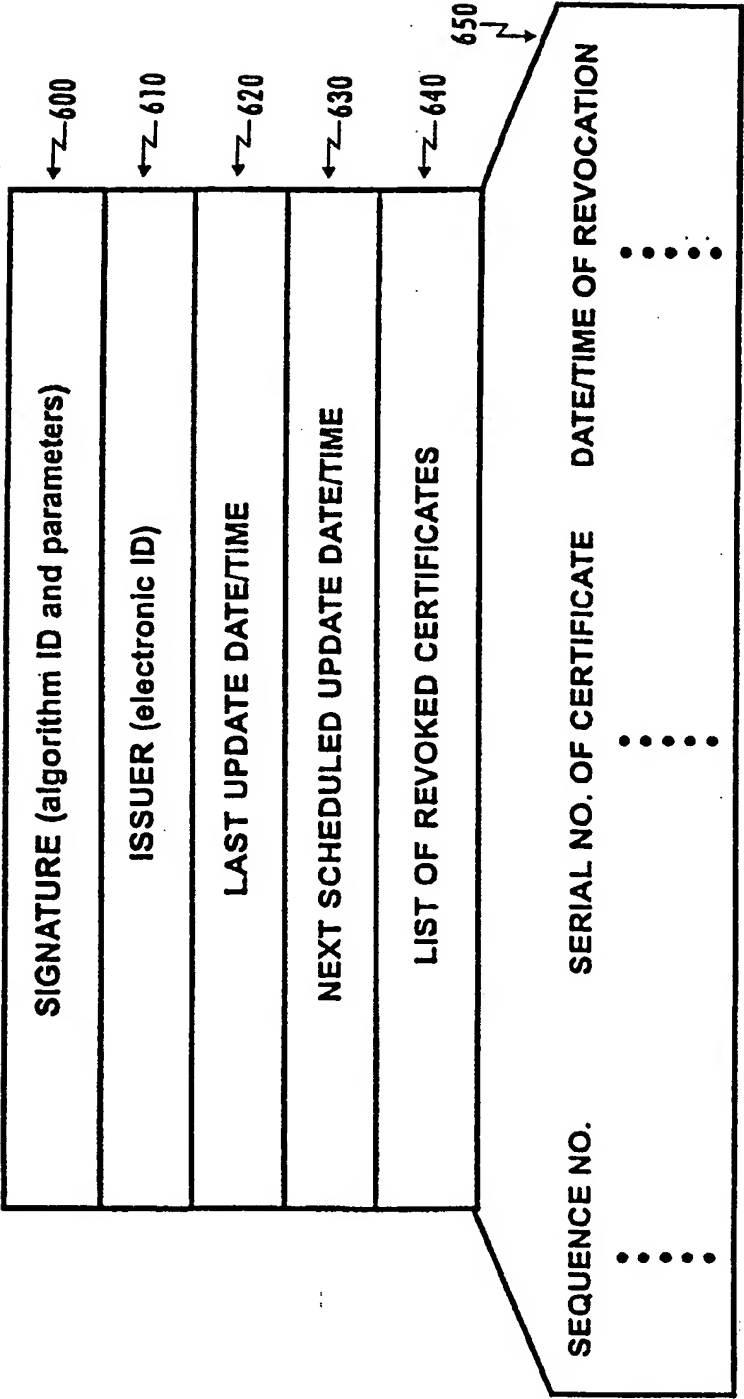 SIGNATURE (algorithm ID and parameters) 600
ISSUER (electronic ID) 610
LAST UPDATE DATE/TIME 620
NEXT SCHEDULED UPDATE DATE/TIME 630
LIST OF REVOKED CERTIFICATES 640
650
SEQUENCE NO. SERIAL NO. OF CERTIFICATE DATE/TIME OF REVOCATION